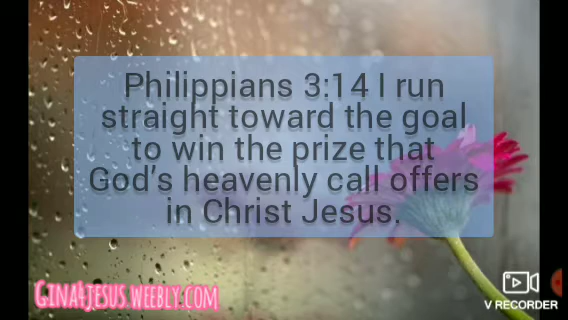 Philippians 3:14 I run
straight toward the goal
to win the prize that
God's heavenly call offers
in Christ Jesus.
Gina4Jesus.weebly.com
V RECORDER